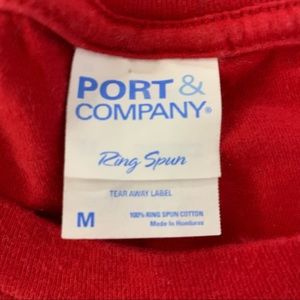 PORT &
COMPANY®
Ring Spun
TEAR AWAY LABEL
M
100% RING SPUN COTTON
Made in Honduras